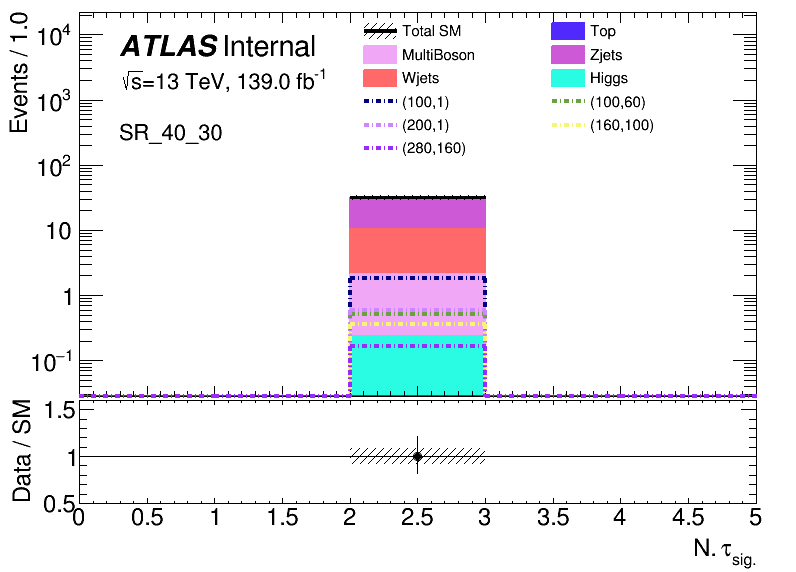 Events / 1.0
10⁴
10³
10²
10
1
10⁻¹
ATLAS Internal
√s=13 TeV, 139.0 fb⁻¹
SR_40_30
Total SM
Top
MultiBoson
Zjets
Wjets
Higgs
(100,1)
(100,60)
(200,1)
(160,100)
(280,160)
Data / SM
1.5
1
0.5
0 0.5 1 1.5 2 2.5 3 3.5 4 4.5 5
N. τsig.